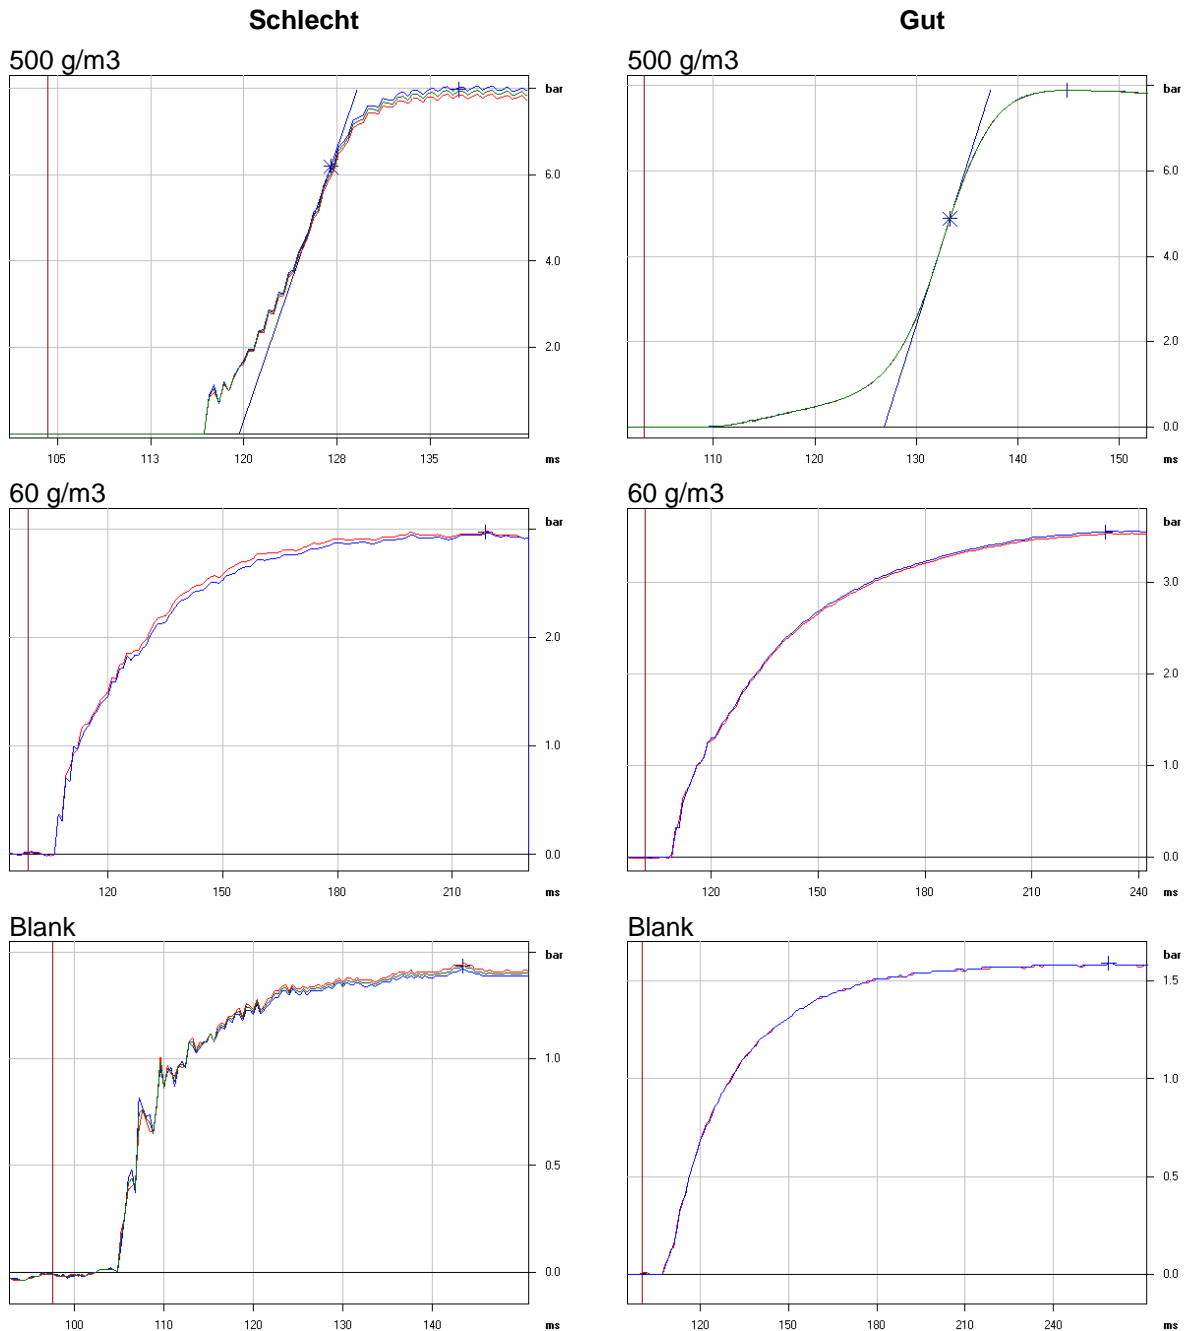 Schlecht
Gut
500 g/m3
500 g/m3
bar
6.0
4.0
2.0
105 113 120 128 135 ms
bar
6.0
4.0
2.0
0.0
110 120 130 140 150 ms
60 g/m3
60 g/m3
bar
2.0
1.0
0.0
120 150 180 210 ms
bar
3.0
2.0
1.0
0.0
120 150 180 210 240 ms
Blank
Blank
bar
1.0
0.5
0.0
100 110 120 130 140 ms
bar
1.5
1.0
0.5
0.0
120 150 180 210 240 ms